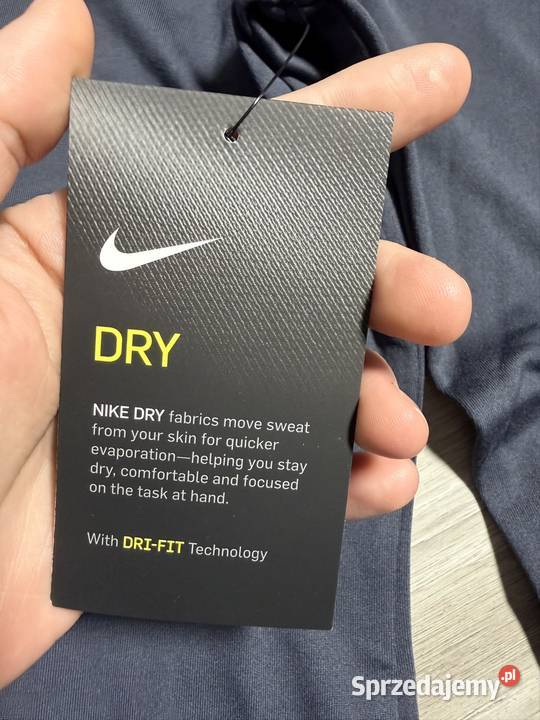 DRY
NIKE DRY fabrics move sweat
from your skin for quicker
evaporation—helping you stay
dry, comfortable and focused
on the task at hand.
With DRI-FIT Technology
Sprzedajemy.pl